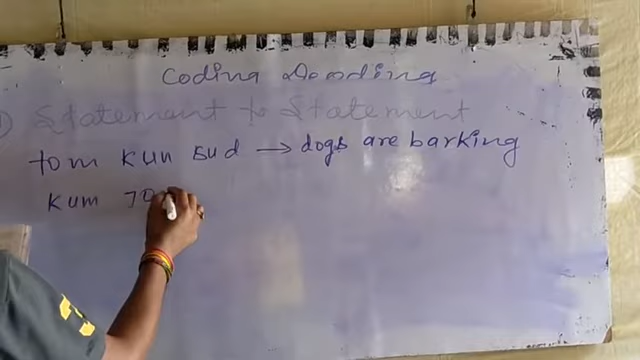 Coding Decoding
Statement to Statement
tom kun sud → dogs are barking
kum